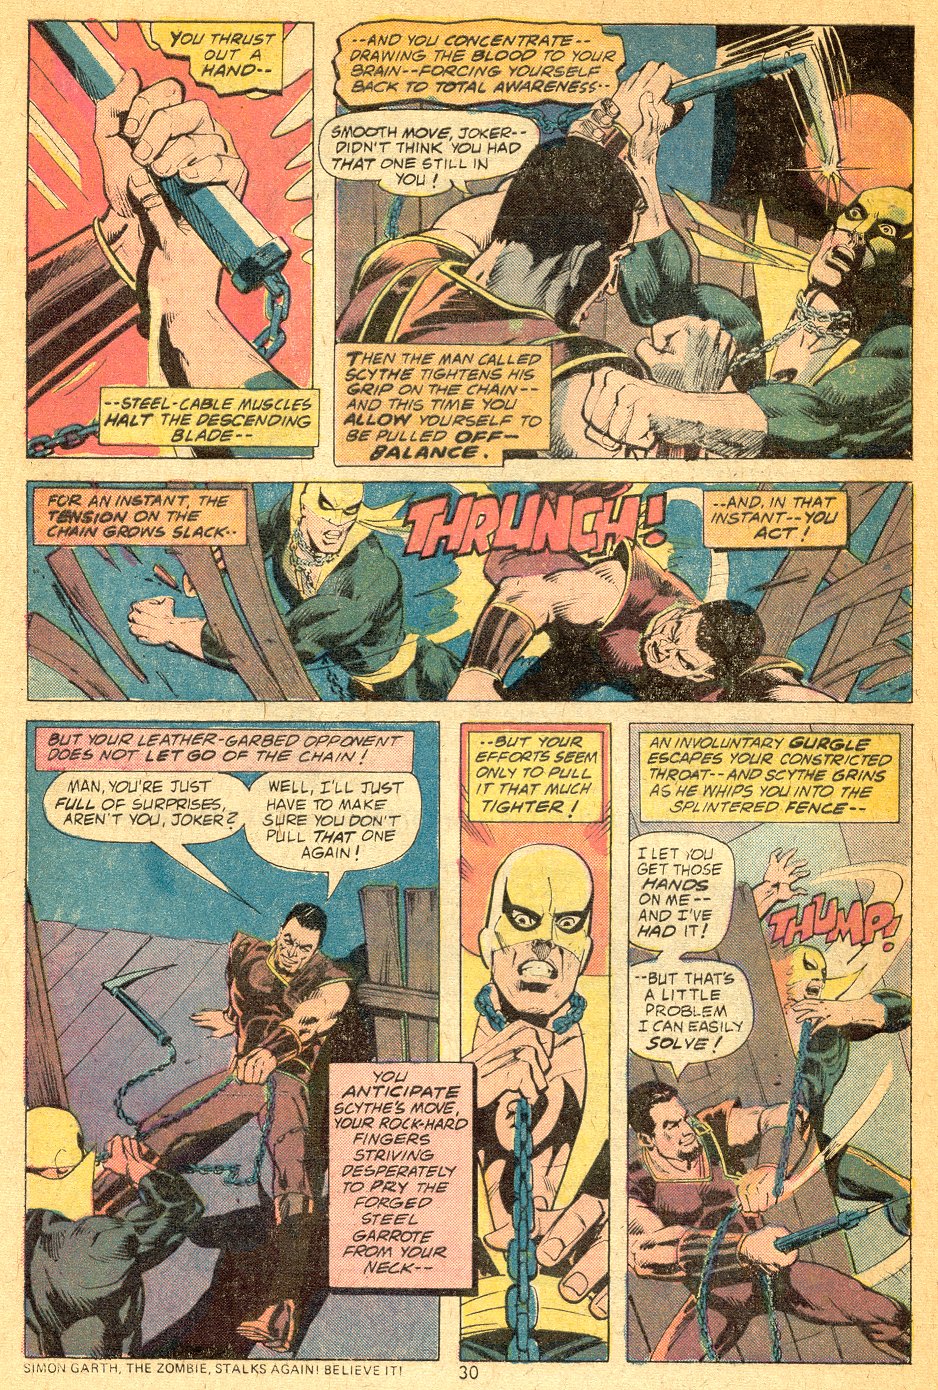 YOU THRUST
OUT A
HAND--
--STEEL-CABLE MUSCLES
HALT THE DESCENDING
BLADE--
--AND YOU CONCENTRATE--
DRAWING THE BLOOD TO YOUR
BRAIN--FORCING YOURSELF
BACK TO TOTAL AWARENESS--
SMOOTH MOVE, JOKER--
DIDN'T THINK YOU HAD
THAT ONE STILL IN
YOU!
THEN THE MAN CALLED
SCYTHE TIGHTENS HIS
GRIP ON THE CHAIN--
AND THIS TIME YOU
ALLOW YOURSELF TO
BE PULLED OFF-
BALANCE.
FOR AN INSTANT, THE
TENSION ON THE
CHAIN GROWS SLACK--
THRUNCH!
--AND, IN THAT
INSTANT--YOU
ACT!
BUT YOUR LEATHER-GARBED OPPONENT
DOES NOT LET GO OF THE CHAIN!
MAN, YOU'RE JUST
FULL OF SURPRISES,
AREN'T YOU, JOKER?
WELL, I'LL JUST
HAVE TO MAKE
SURE YOU DON'T
PULL THAT ONE
AGAIN!
YOU
ANTICIPATE
SCYTHE'S MOVE,
YOUR ROCK-HARD
FINGERS
STRIVING
DESPERATELY
TO PRY THE
FORGED
STEEL
GARROTE
FROM YOUR
NECK--
--BUT YOUR
EFFORTS SEEM
ONLY TO PULL
IT THAT MUCH
TIGHTER!
AN INVOLUNTARY GURGLE
ESCAPES YOUR CONSTRICTED
THROAT--AND SCYTHE GRINS
AS HE WHIPS YOU INTO THE
SPLINTERED FENCE--
I LET YOU
GET THOSE
HANDS
ON ME--
AND I'VE
HAD IT!
THUMP!
--BUT THAT'S
A LITTLE
PROBLEM
I CAN EASILY
SOLVE!
SIMON GARTH, THE ZOMBIE, STALKS AGAIN! BELIEVE IT!
30